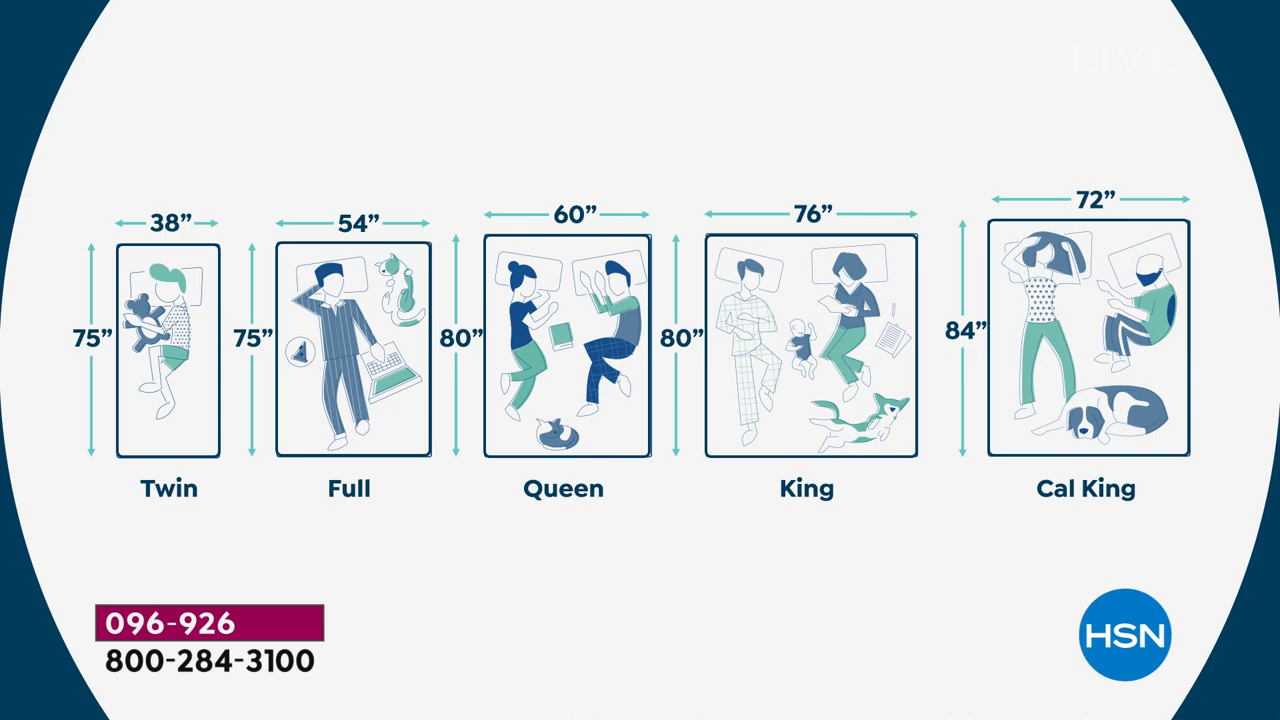 LIVE
38”
54”
60”
76”
72”
75”
75”
80”
80”
84”
Twin
Full
Queen
King
Cal King
096-926
800-284-3100
HSN